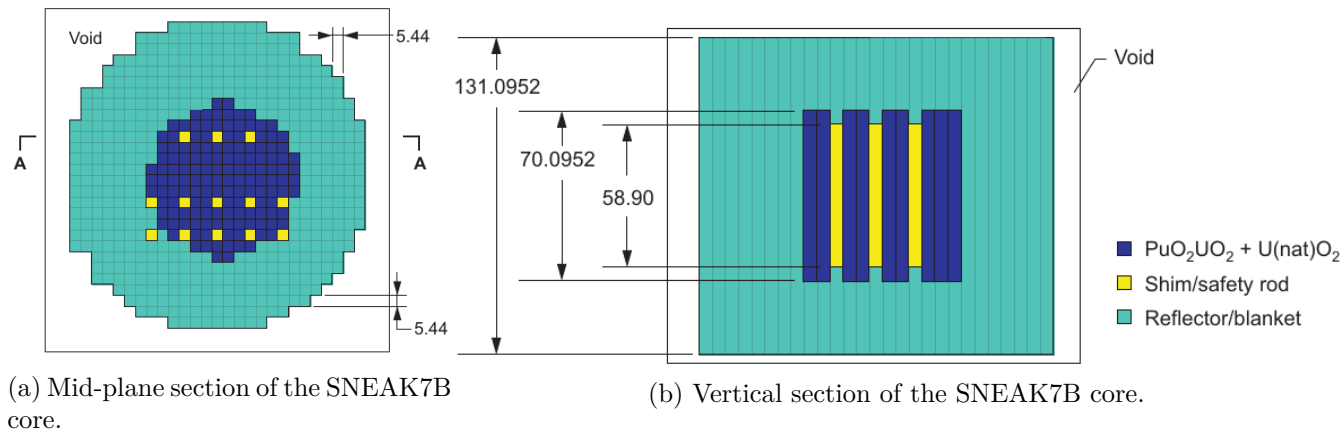 Void
5.44
A
A
5.44
(a) Mid-plane section of the SNEAK7B
core.
131.0952
70.0952
58.90
Void
PuO₂UO₂ + U(nat)O₂
Shim/safety rod
Reflector/blanket
(b) Vertical section of the SNEAK7B core.